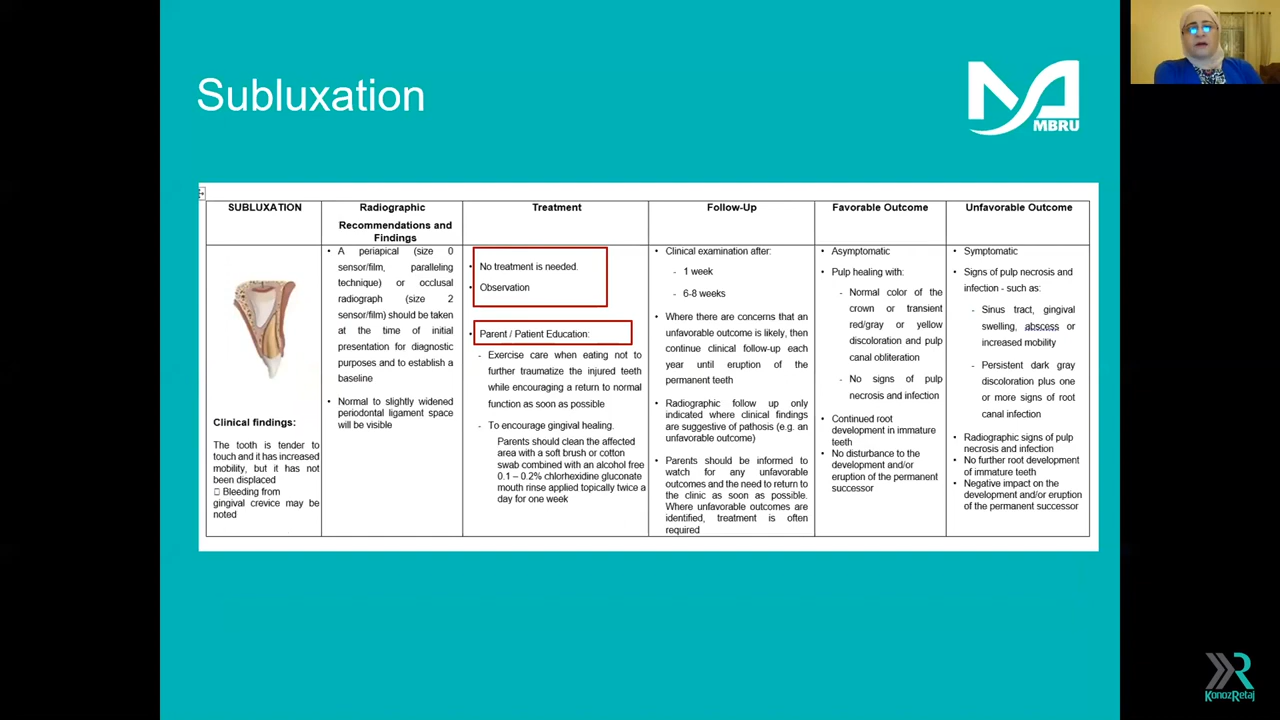 Subluxation
MBRU
SUBLUXATION
Radiographic
Recommendations and
Findings
Treatment
Follow-Up
Favorable Outcome
Unfavorable Outcome
Clinical findings:
The tooth is tender to
touch and it has increased
mobility, but it has not
been displaced
Bleeding from
gingival crevice may be
noted
• A periapical (size 0
sensor/film, paralleling
technique) or occlusal
radiograph (size 2
sensor/film) should be taken
at the time of initial
presentation for diagnostic
purposes and to establish a
baseline
• Normal to slightly widened
periodontal ligament space
will be visible
• No treatment is needed.
• Observation
• Parent / Patient Education:
- Exercise care when eating not to
further traumatize the injured teeth
while encouraging a return to normal
function as soon as possible
- To encourage gingival healing.
Parents should clean the affected
area with a soft brush or cotton
swab combined with an alcohol free
0.1 – 0.2% chlorhexidine gluconate
mouth rinse applied topically twice a
day for one week
• Clinical examination after:
- 1 week
- 6-8 weeks
• Where there are concerns that an
unfavorable outcome is likely, then
continue clinical follow-up each
year until eruption of the
permanent teeth
• Radiographic follow up only
indicated where clinical findings
are suggestive of pathosis (e.g. an
unfavorable outcome)
• Parents should be informed to
watch for any unfavorable
outcomes and the need to return to
the clinic as soon as possible.
Where unfavorable outcomes are
identified, treatment is often
required
• Asymptomatic
• Pulp healing with:
- Normal color of the
crown or transient
red/gray or yellow
discoloration and pulp
canal obliteration
- No signs of pulp
necrosis and infection
• Continued root
development in immature
teeth
• No disturbance to the
development and/or
eruption of the permanent
successor
• Symptomatic
• Signs of pulp necrosis and
infection - such as:
- Sinus tract, gingival
swelling, abscess or
increased mobility
- Persistent dark gray
discoloration plus one
or more signs of root
canal infection
• Radiographic signs of pulp
necrosis and infection
• No further root development
of immature teeth
• Negative impact on the
development and/or eruption
of the permanent successor
KonozRetaj